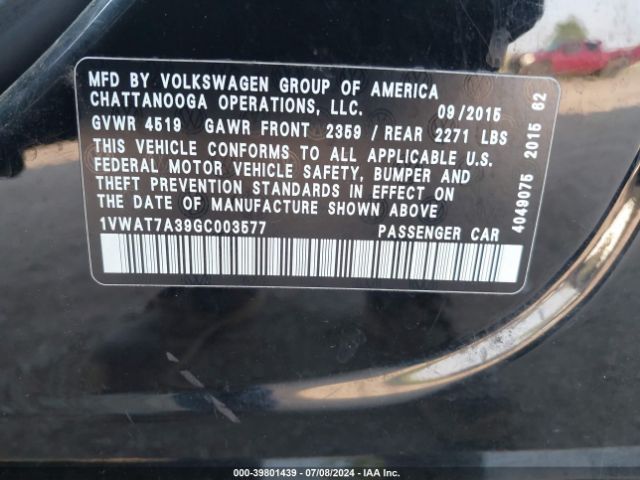 MFD BY VOLKSWAGEN GROUP OF AMERICA
CHATTANOOGA OPERATIONS, LLC. 09/2015
GVWR 4519 GAWR FRONT 2359 / REAR 2271 LBS
THIS VEHICLE CONFORMS TO ALL APPLICABLE U.S.
FEDERAL MOTOR VEHICLE SAFETY, BUMPER AND
THEFT PREVENTION STANDARDS IN EFFECT ON
THE DATE OF MANUFACTURE SHOWN ABOVE
1VWAT7A39GC003577 PASSENGER CAR
4049075 2015 62
000-39801439 - 07/08/2024 - IAA Inc.